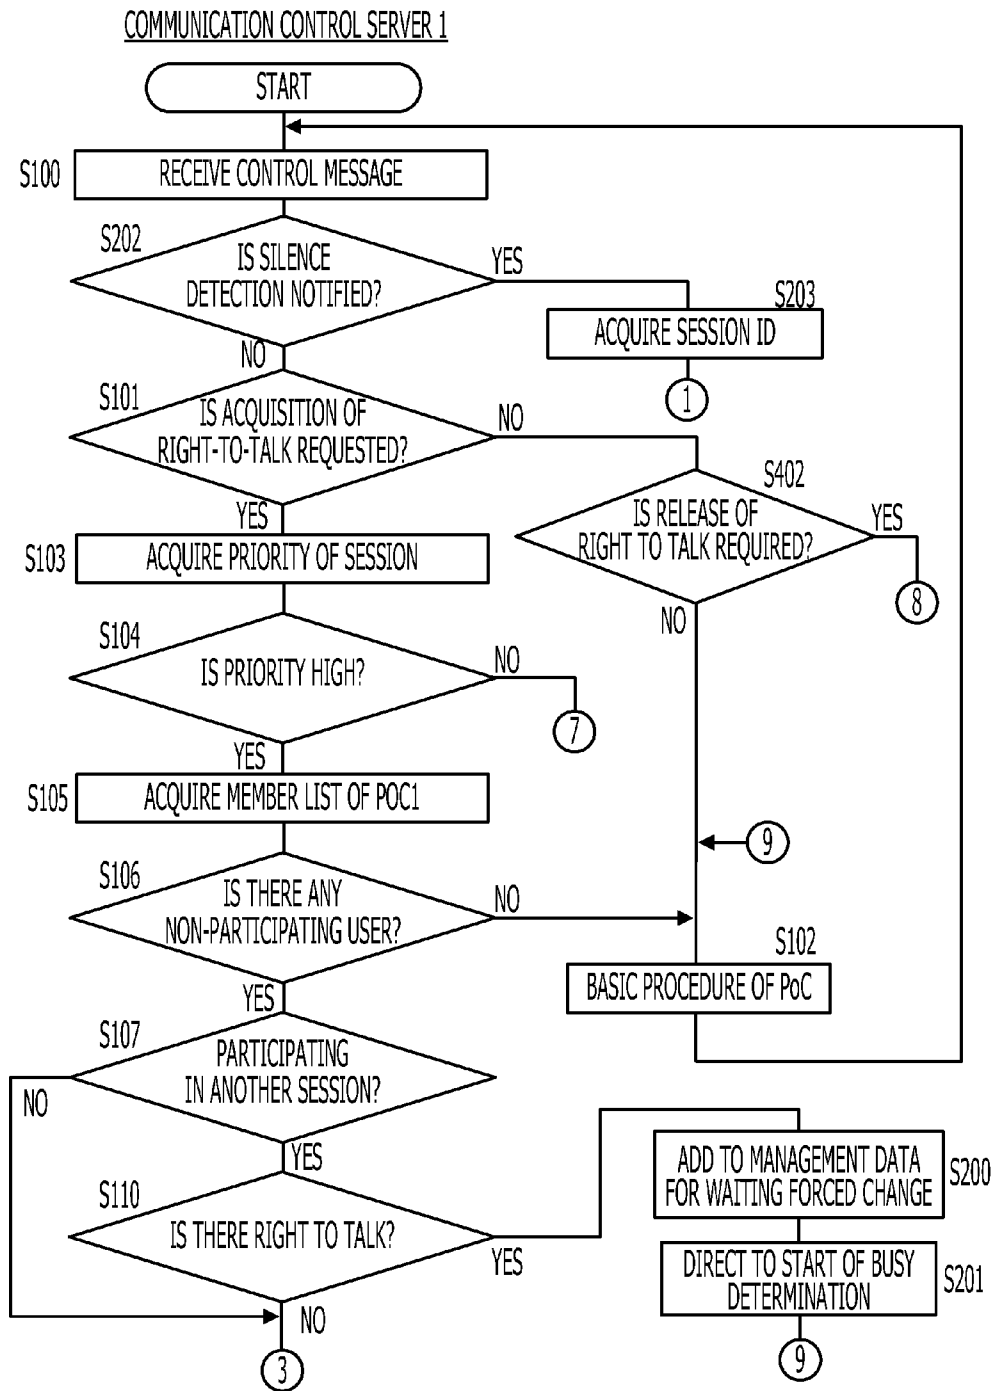 COMMUNICATION CONTROL SERVER 1
START
S100
RECEIVE CONTROL MESSAGE
S202
IS SILENCE
DETECTION NOTIFIED?
YES
NO
S203
ACQUIRE SESSION ID
1
S101
IS ACQUISITION OF
RIGHT-TO-TALK REQUESTED?
NO
YES
S402
IS RELEASE OF
RIGHT TO TALK REQUIRED?
YES
8
NO
S103
ACQUIRE PRIORITY OF SESSION
S104
IS PRIORITY HIGH?
NO
7
YES
S105
ACQUIRE MEMBER LIST OF POC1
9
S106
IS THERE ANY
NON-PARTICIPATING USER?
NO
YES
S102
BASIC PROCEDURE OF PoC
S107
PARTICIPATING
IN ANOTHER SESSION?
NO
YES
S110
IS THERE RIGHT TO TALK?
YES
NO
3
ADD TO MANAGEMENT DATA
FOR WAITING FORCED CHANGE
S200
DIRECT TO START OF BUSY
DETERMINATION
S201
9